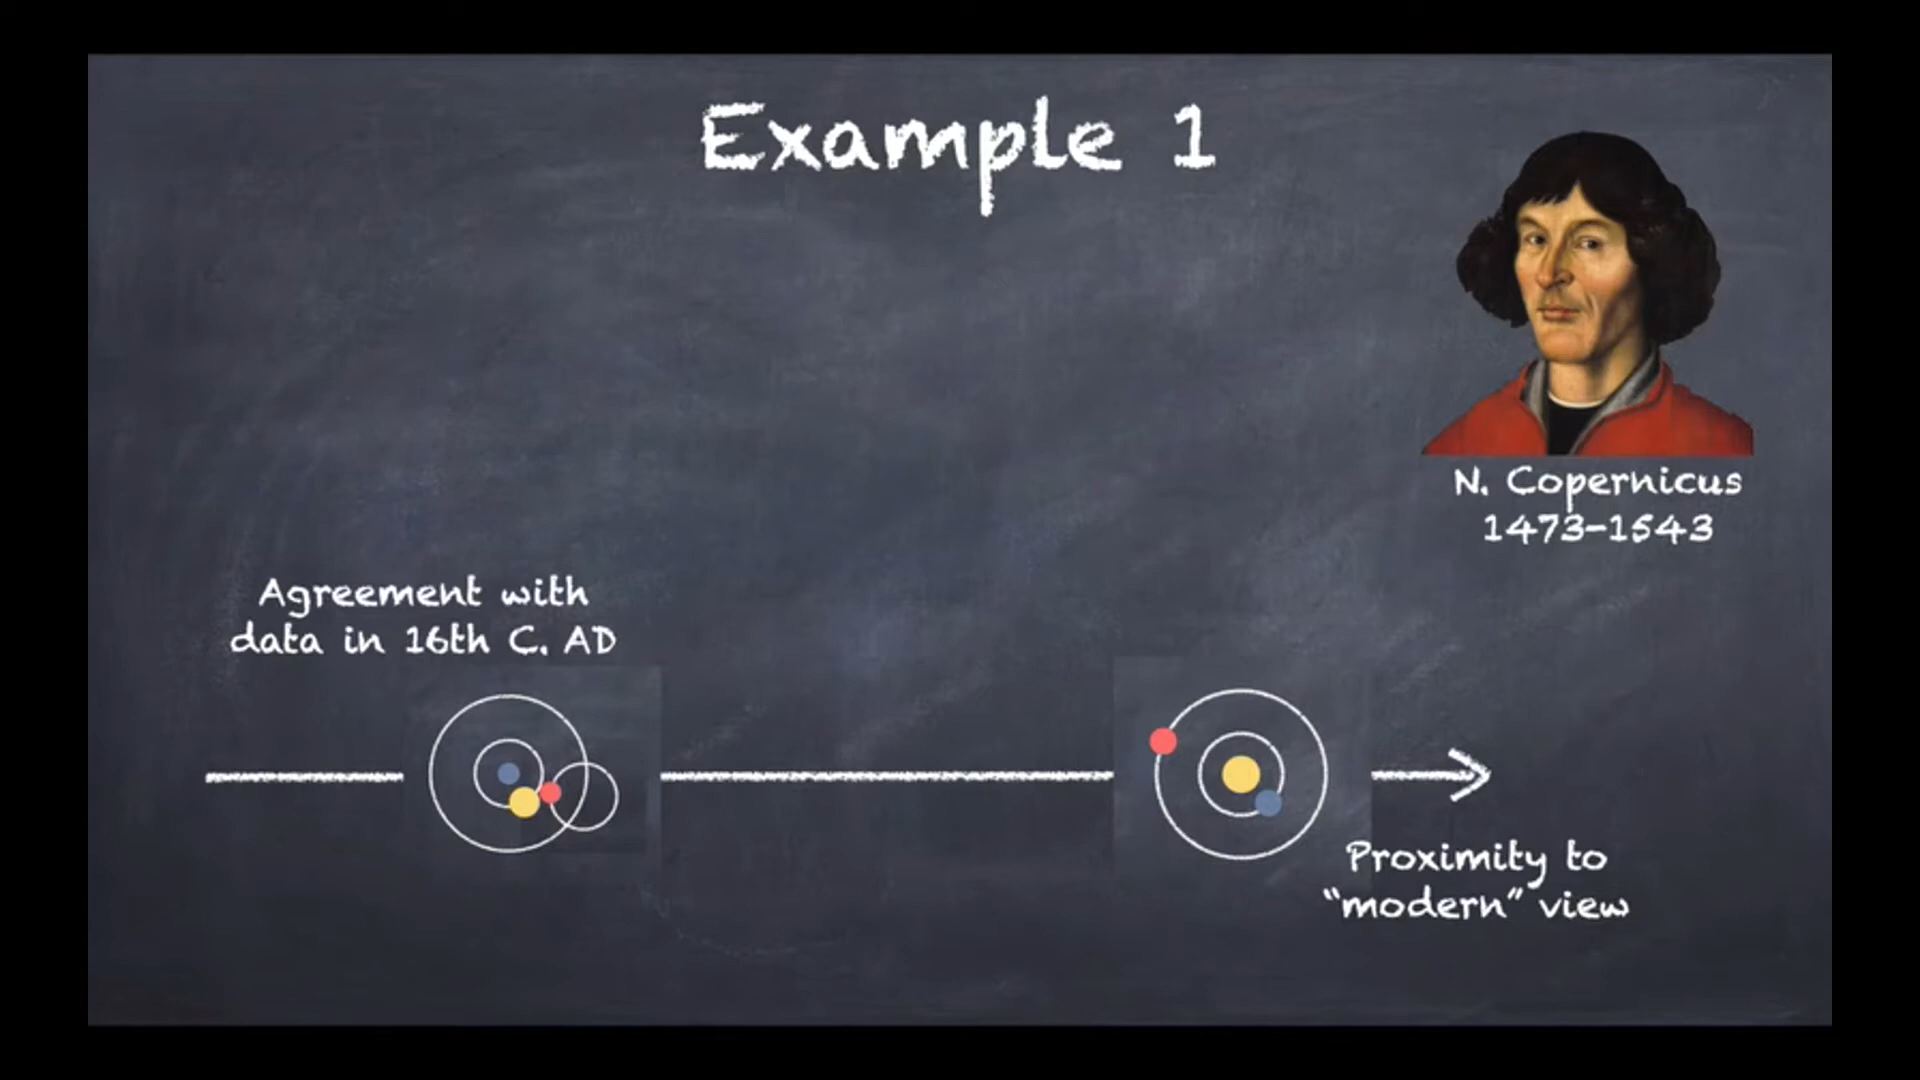 Example 1
N. Copernicus
1473-1543
Agreement with
data in 16th C. AD
Proximity to
“modern” view